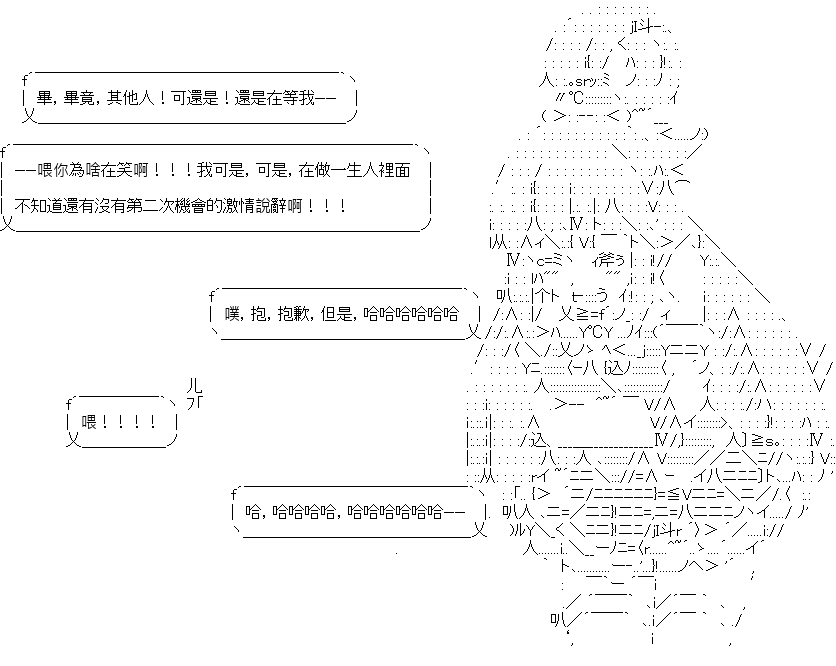 畢，畢竟，其他人！可還是！還是在等我——
——喂你為啥在笑啊！！！我可是，可是，在做一生人裡面
不知道還有沒有第二次機會的激情說辭啊！！！
噗，抱，抱歉，但是，哈哈哈哈哈哈
喂！！！！
哈，哈哈哈哈，哈哈哈哈哈哈——